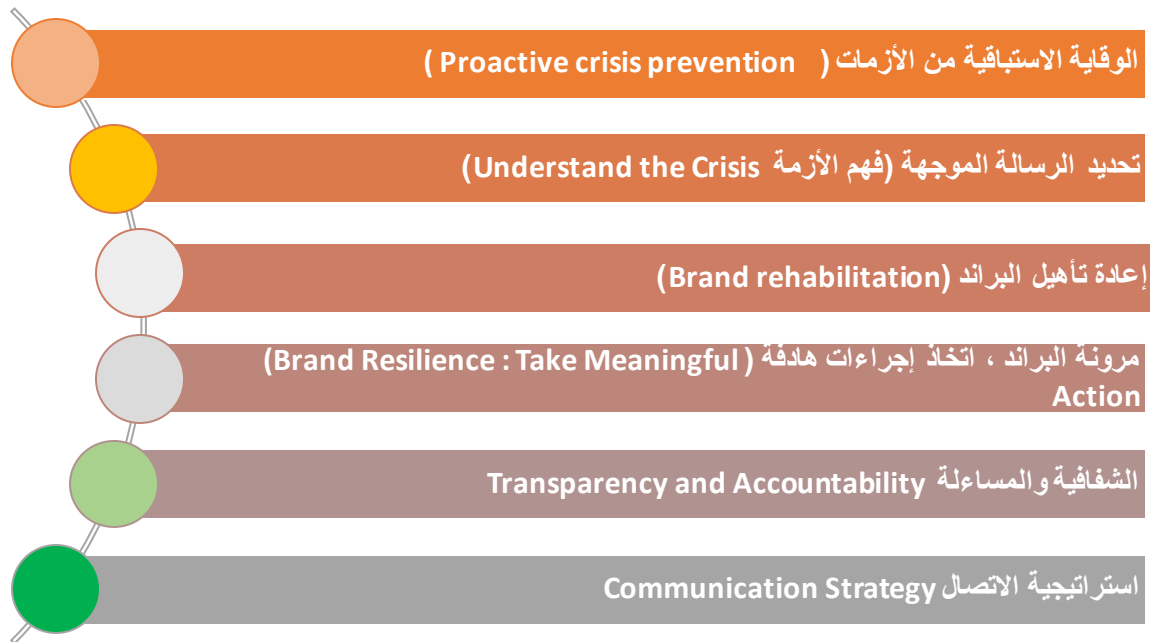 الوقاية الاستباقية من الأزمات ( Proactive crisis prevention )
تحديد الرسالة الموجهة (فهم الأزمة Understand the Crisis)
إعادة تأهيل البراند (Brand rehabilitation)
مرونة البراند ، اتخاذ إجراءات هادفة ( Brand Resilience : Take Meaningful)
Action
الشفافية والمساءلة Transparency and Accountability
استراتيجية الاتصال Communication Strategy